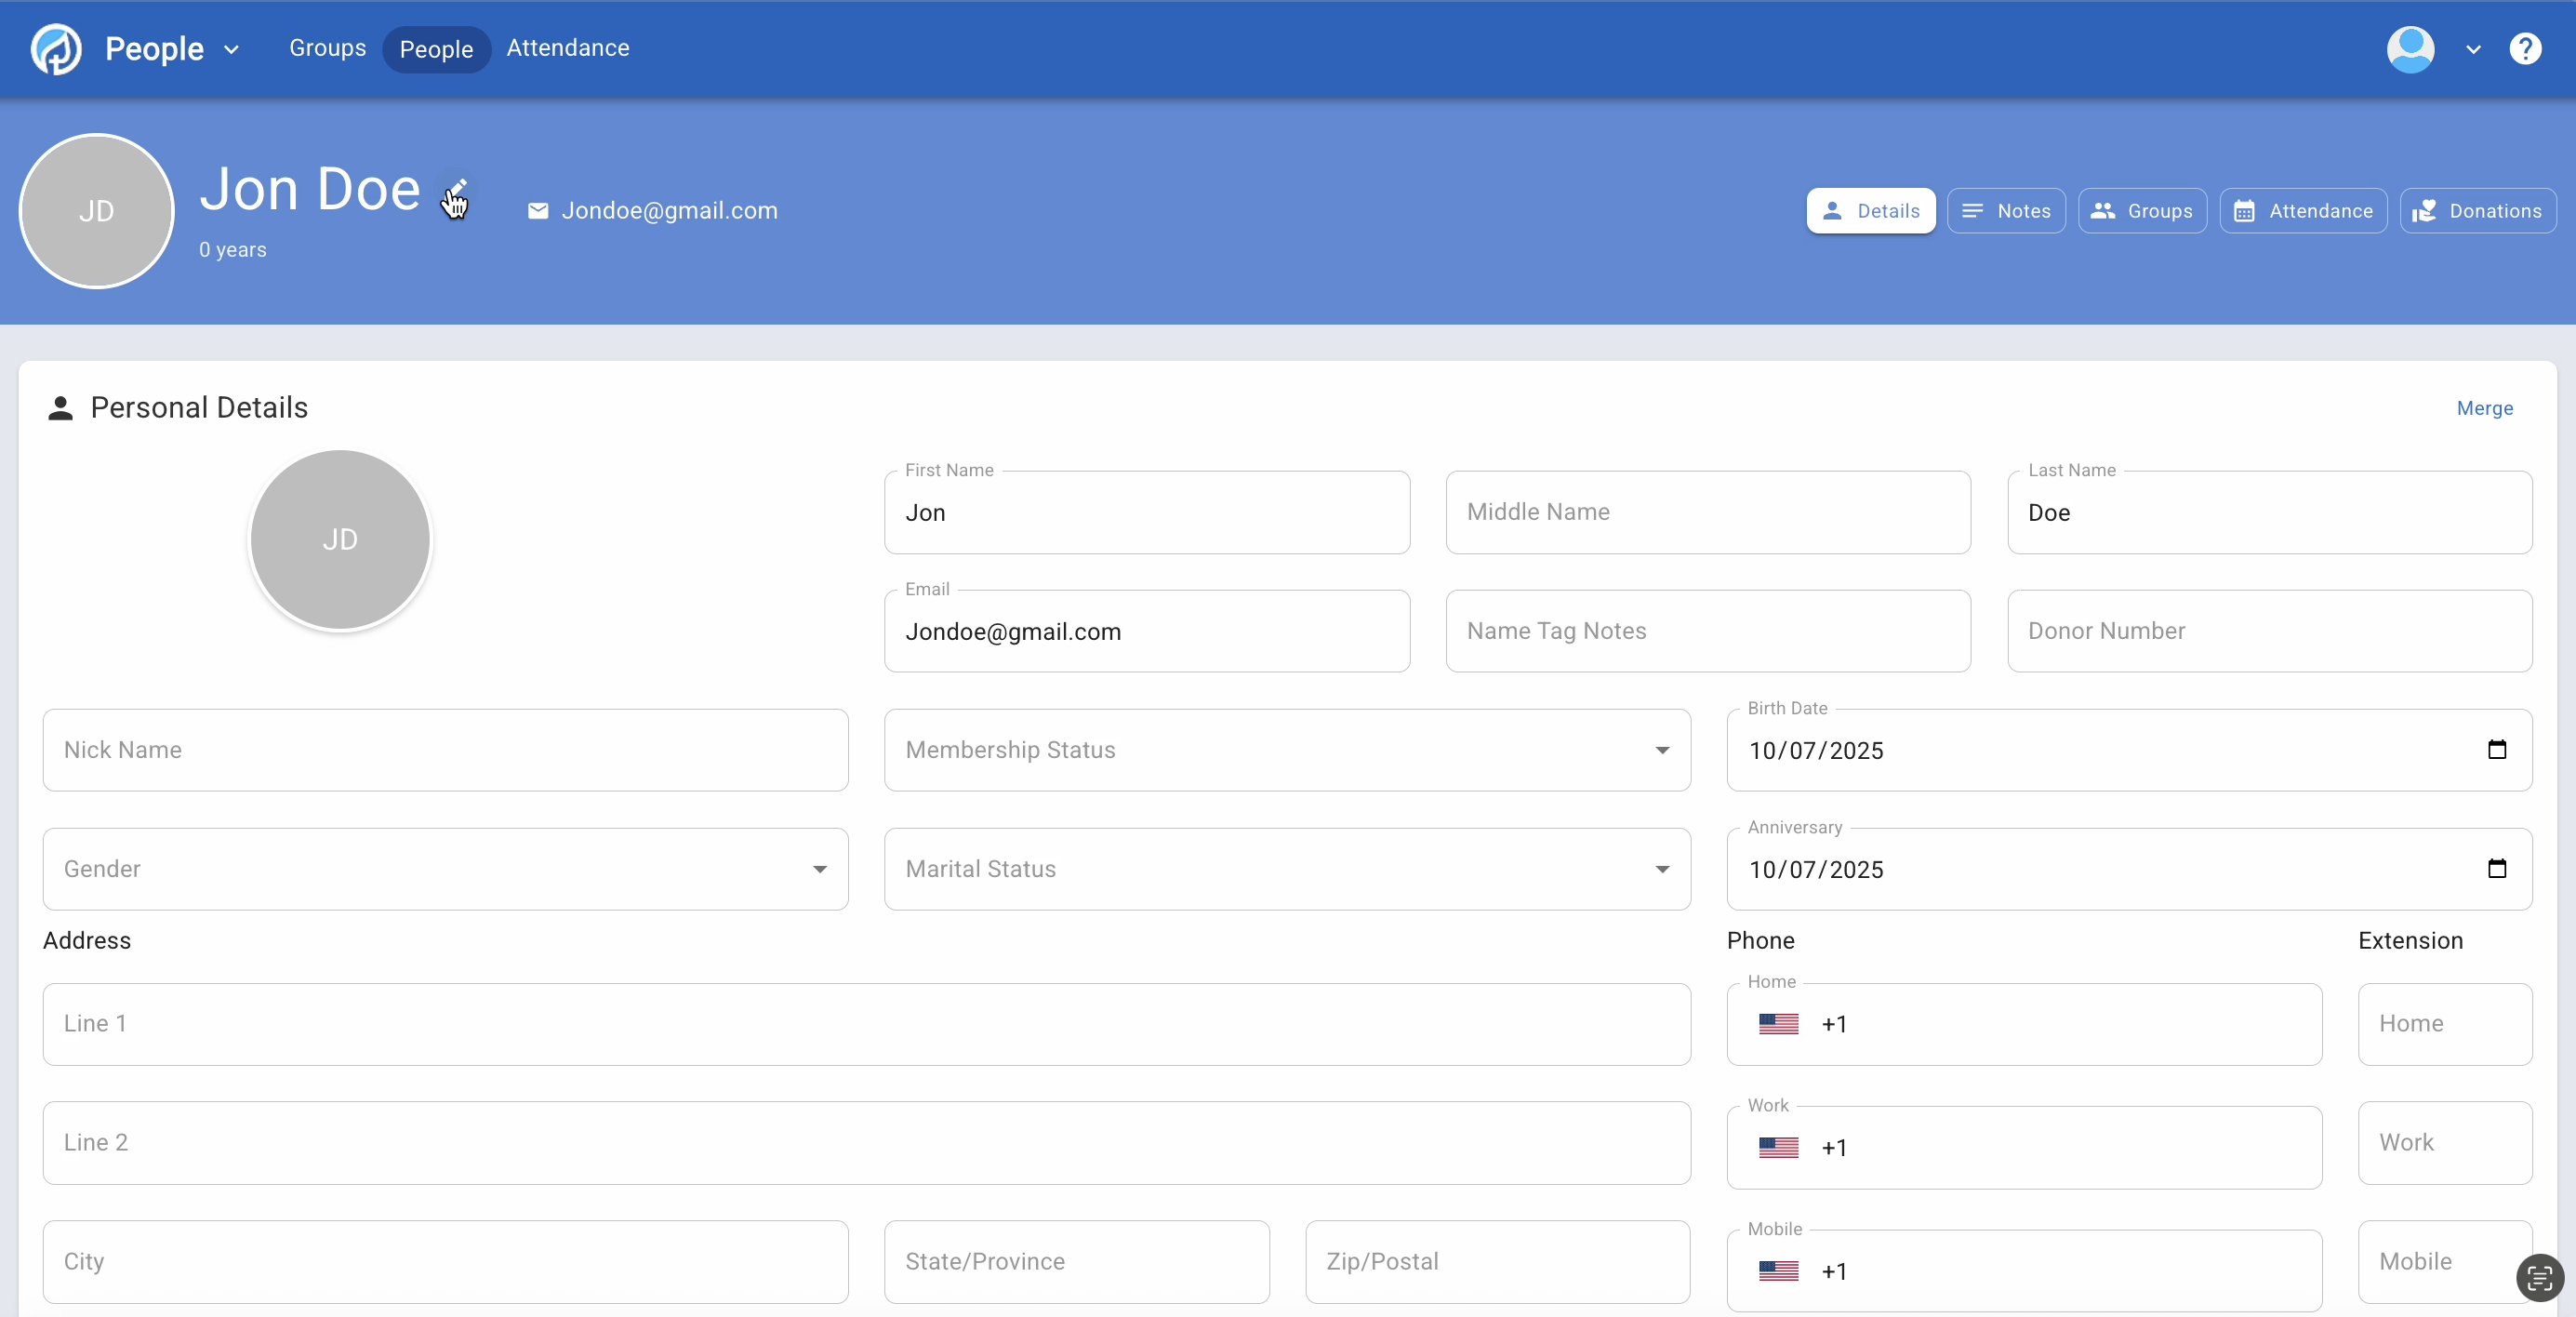 People Groups People Attendance
JD Jon Doe Jondoe@gmail.com Details Notes Groups Attendance Donations
0 years
Personal Details Merge
JD
First Name Last Name
Jon Middle Name Doe
Email
Jondoe@gmail.com Name Tag Notes Donor Number
Birth Date
Nick Name Membership Status 10/07/2025
Anniversary
Gender Marital Status 10/07/2025
Address Phone Extension
Home
Line 1 +1 Home
Work
Line 2 +1 Work
Mobile
City State/Province Zip/Postal +1 Mobile